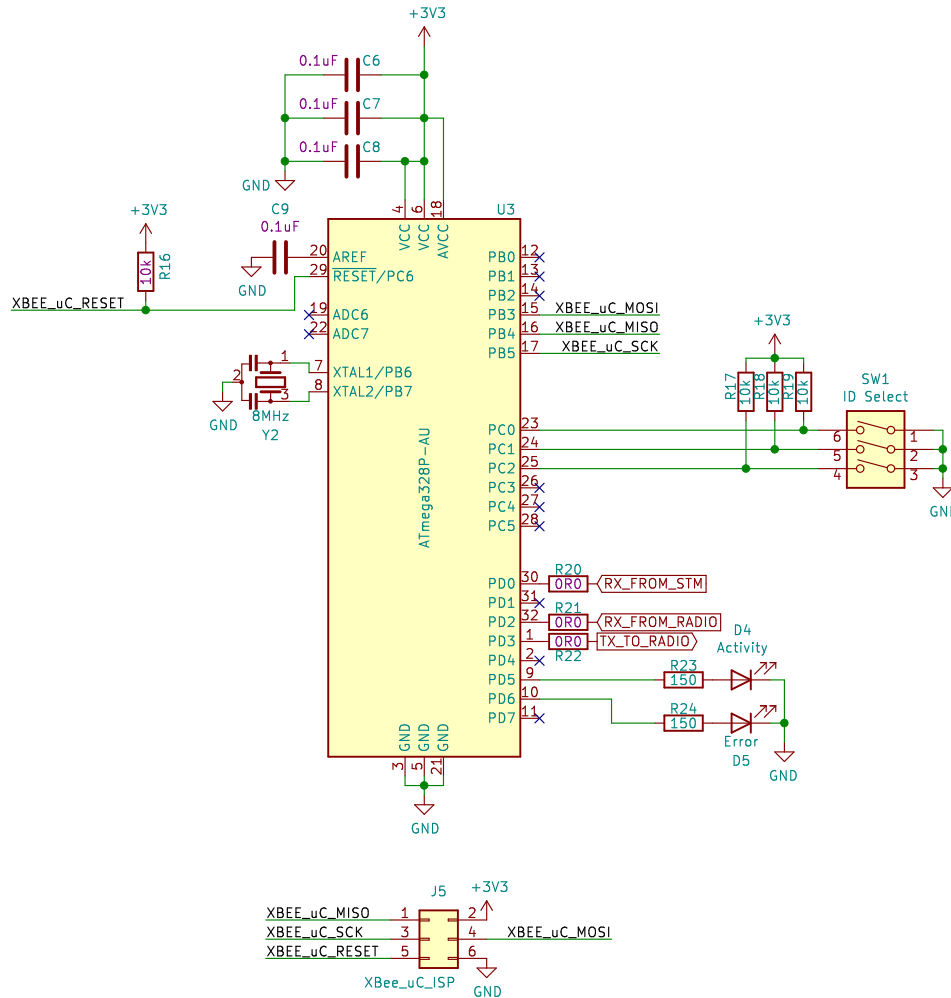 +3V3
0.1uF C6
0.1uF C7
0.1uF C8
GND
+3V3
10k
R16
XBEE_uC_RESET
C9
0.1uF
GND
U3
4 6 18
VCC VCC AVCC
20 AREF
29 RESET/PC6
19 ADC6
22 ADC7
7 XTAL1/PB6
8 XTAL2/PB7
1
2
3
8MHz
Y2
GND
ATmega328P-AU
PB0 12
PB1 13
PB2 14
PB3 15 XBEE_uC_MOSI
PB4 16 XBEE_uC_MISO
PB5 17 XBEE_uC_SCK
PC0 23
PC1 24
PC2 25
PC3 26
PC4 27
PC5 28
+3V3
R17 10k
R18 10k
R19 10k
SW1
ID Select
6 1
5 2
4 3
GND
R20
PD0 30 0R0 RX_FROM_STM
PD1 31
R21
PD2 32 0R0 RX_FROM_RADIO
PD3 1 0R0 TX_TO_RADIO
R22
PD4 2
PD5 9
PD6 10
PD7 11
D4
Activity
R23
150
R24
150
Error
D5
GND
GND GND GND
3 5 21
GND
J5
+3V3
XBEE_uC_MISO 1 2
XBEE_uC_SCK 3 4 XBEE_uC_MOSI
XBEE_uC_RESET 5 6
XBee_uC_ISP
GND